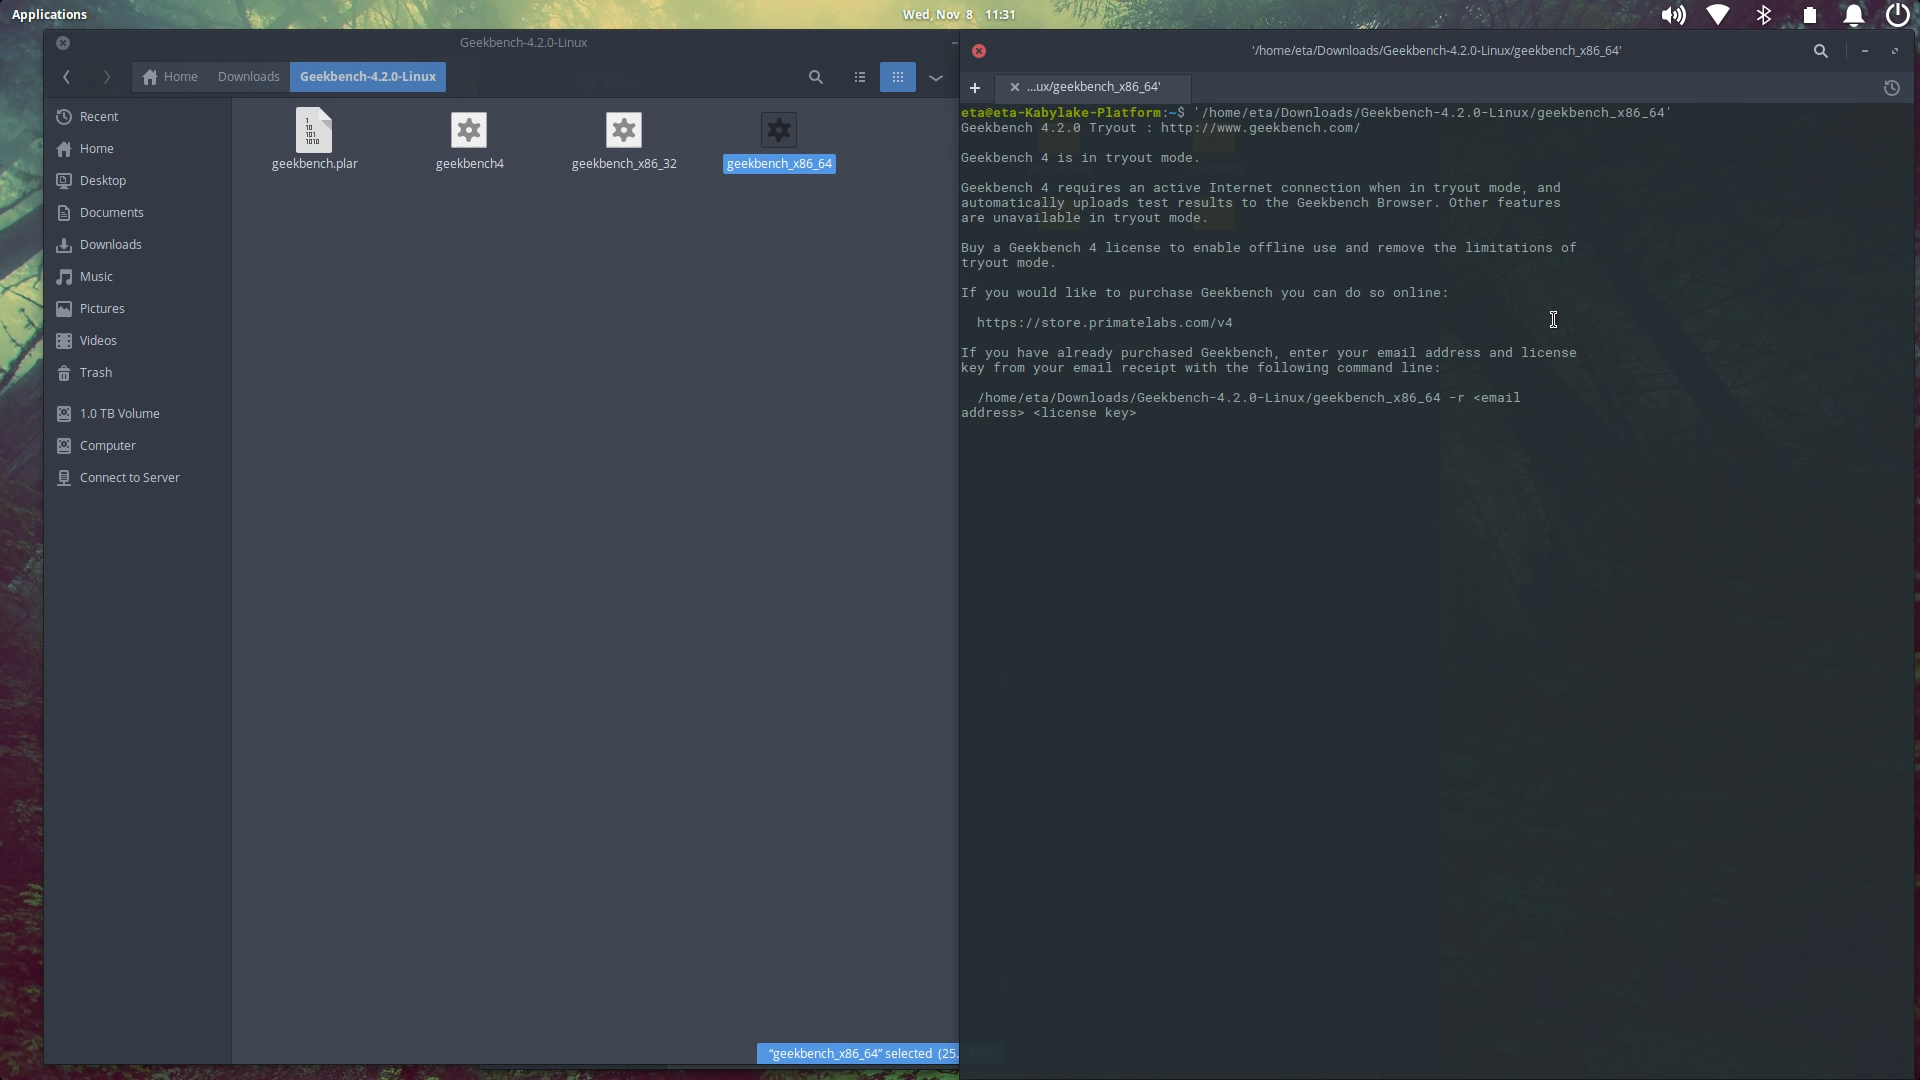 Applications
Wed, Nov 8 11:31
Geekbench-4.2.0-Linux
Home
Downloads
Geekbench-4.2.0-Linux
Recent
Home
Desktop
Documents
Downloads
Music
Pictures
Videos
Trash
1.0 TB Volume
Computer
Connect to Server
1
10
101
1010
geekbench.plar
geekbench4
geekbench_x86_32
geekbench_x86_64
"geekbench_x86_64" selected (25.
'/home/eta/Downloads/Geekbench-4.2.0-Linux/geekbench_x86_64'
...ux/geekbench_x86_64'
eta@eta-Kabylake-Platform:~$ '/home/eta/Downloads/Geekbench-4.2.0-Linux/geekbench_x86_64'
Geekbench 4.2.0 Tryout : http://www.geekbench.com/
Geekbench 4 is in tryout mode.
Geekbench 4 requires an active Internet connection when in tryout mode, and
automatically uploads test results to the Geekbench Browser. Other features
are unavailable in tryout mode.
Buy a Geekbench 4 license to enable offline use and remove the limitations of
tryout mode.
If you would like to purchase Geekbench you can do so online:
https://store.primatelabs.com/v4
If you have already purchased Geekbench, enter your email address and license
key from your email receipt with the following command line:
/home/eta/Downloads/Geekbench-4.2.0-Linux/geekbench_x86_64 -r <email
address> <license key>